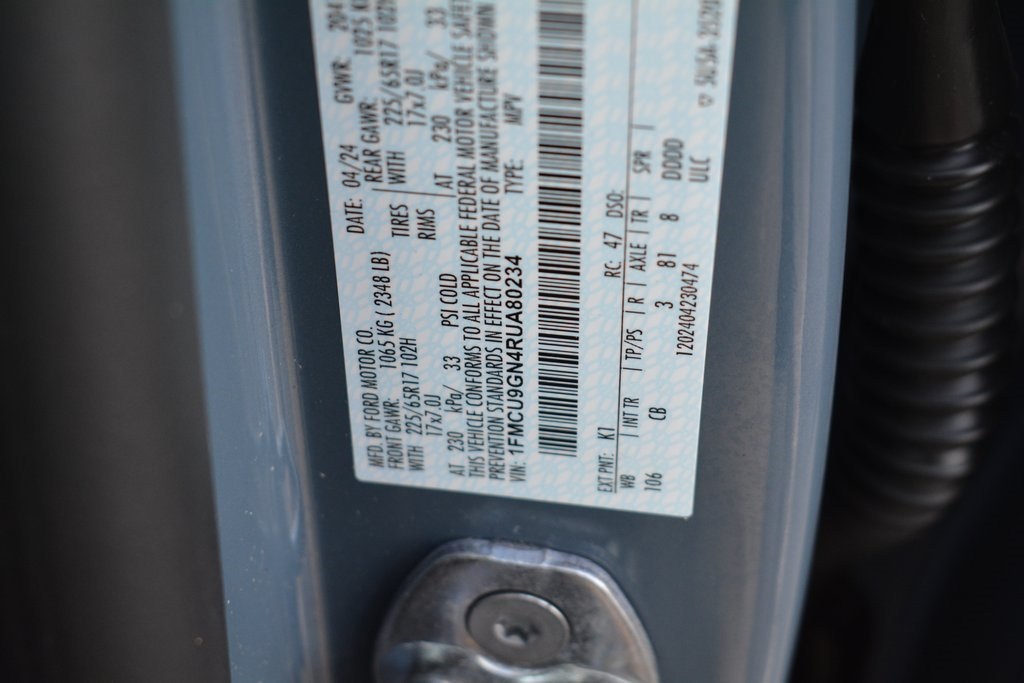 MFD. BY FORD MOTOR CO. DATE: 04/24 GVWR: 204
FRONT GAWR: 1065 KG ( 2348 LB) REAR GAWR: 1025 K
WITH 225/65R17 102H TIRES WITH 225/65R17 102H
17x7.0J RIMS 17x7.0J
AT 230 kPa/ 33 PSI COLD AT 230 kPa/ 33
THIS VEHICLE CONFORMS TO ALL APPLICABLE FEDERAL MOTOR VEHICLE SAFETY
PREVENTION STANDARDS IN EFFECT ON THE DATE OF MANUFACTURE SHOWN
VIN: 1FMCU9GN4RUA80234 TYPE: MPV
EXT PNT: K1 RC: 47 DSO:
WB | INT TR | TP/PS | R | AXLE | TR | SPR |
106 CB 3 81 8 DDDD
ULC
1202404230474